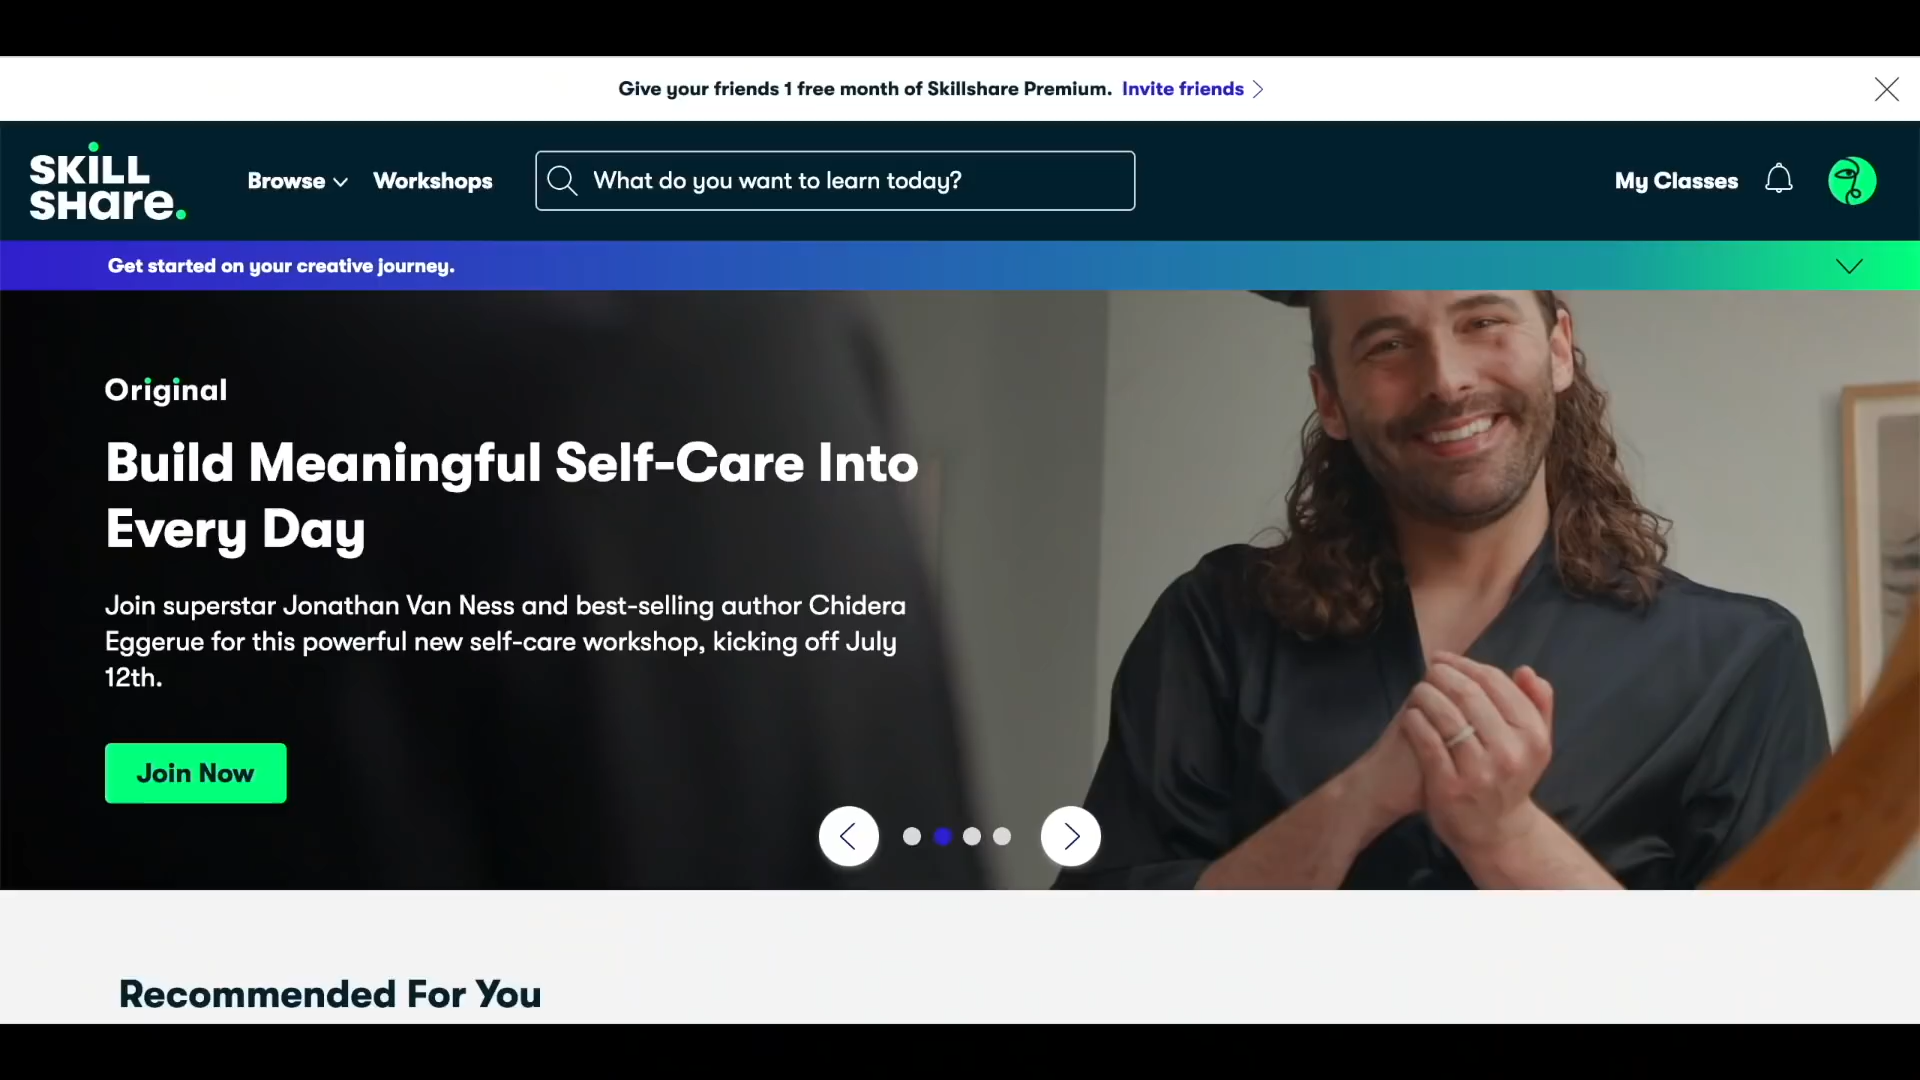 Give your friends 1 free month of Skillshare Premium. Invite friends
SKILL
SHare.
Browse
Workshops
What do you want to learn today?
My Classes
Get started on your creative journey.
Original
Build Meaningful Self-Care Into
Every Day
Join superstar Jonathan Van Ness and best-selling author Chidera
Eggerue for this powerful new self-care workshop, kicking off July
12th.
Join Now
Recommended For You